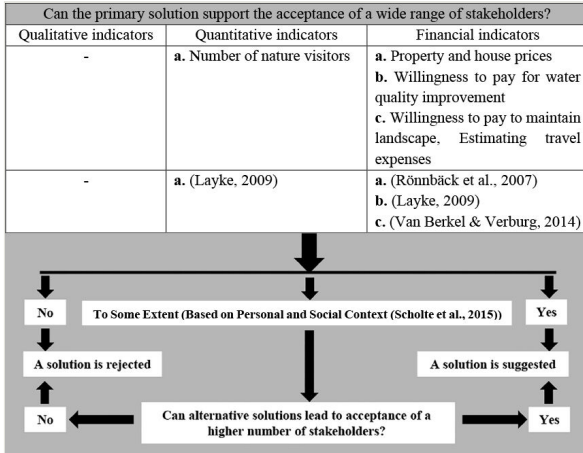 Can the primary solution support the acceptance of a wide range of stakeholders?
Qualitative indicators
Quantitative indicators
Financial indicators
-
a. Number of nature visitors
a. Property and house prices
b. Willingness to pay for water
quality improvement
c. Willingness to pay to maintain
landscape, Estimating travel
expenses
-
a. (Layke, 2009)
a. (Rönnbäck et al., 2007)
b. (Layke, 2009)
c. (Van Berkel & Verburg, 2014)
No
To Some Extent (Based on Personal and Social Context (Scholte et al., 2015))
Yes
A solution is rejected
A solution is suggested
No
Can alternative solutions lead to acceptance of a
higher number of stakeholders?
Yes